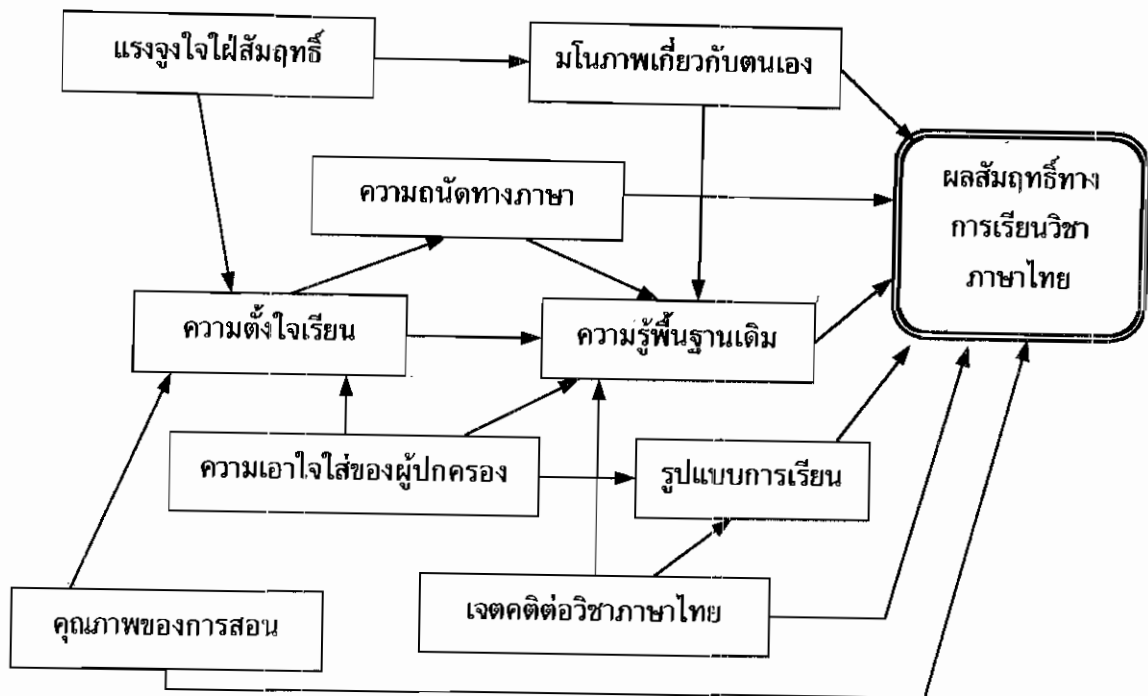 แรงจูงใจใฝ่สัมฤทธิ์
มโนภาพเกี่ยวกับตนเอง
ความถนัดทางภาษา
ผลสัมฤทธิ์ทาง
การเรียนวิชา
ภาษาไทย
ความตั้งใจเรียน
ความรู้พื้นฐานเดิม
ความเอาใจใส่ของผู้ปกครอง
รูปแบบการเรียน
เจตคติต่อวิชาภาษาไทย
คุณภาพของการสอน